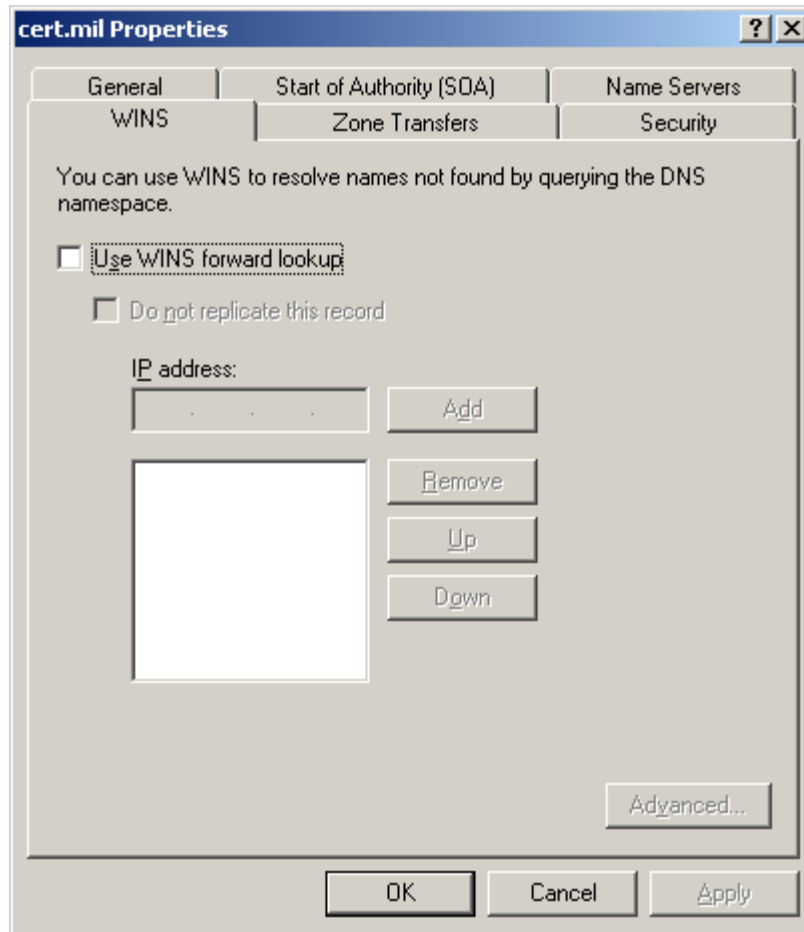 cert.mil Properties
General
Start of Authority (SOA)
Name Servers
WINS
Zone Transfers
Security
You can use WINS to resolve names not found by querying the DNS
namespace.
Use WINS forward lookup
Do not replicate this record
IP address:
Add
Remove
Up
Down
Advanced...
OK
Cancel
Apply